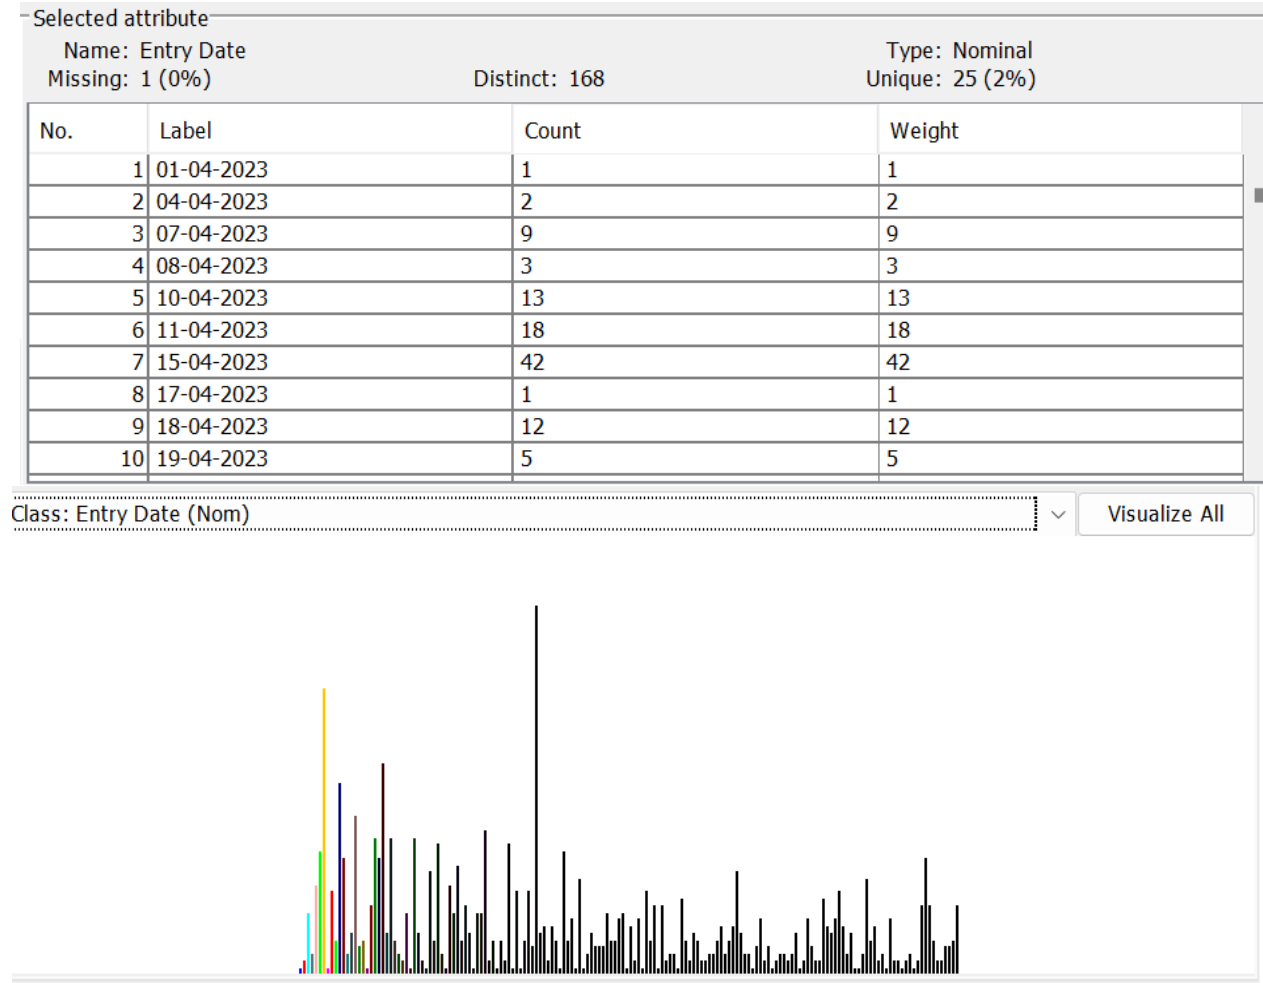 Selected attribute
Name: Entry Date Type: Nominal
Missing: 1 (0%) Distinct: 168 Unique: 25 (2%)
No. Label Count Weight
1 01-04-2023 1 1
2 04-04-2023 2 2
3 07-04-2023 9 9
4 08-04-2023 3 3
5 10-04-2023 13 13
6 11-04-2023 18 18
7 15-04-2023 42 42
8 17-04-2023 1 1
9 18-04-2023 12 12
10 19-04-2023 5 5
Class: Entry Date (Nom) Visualize All